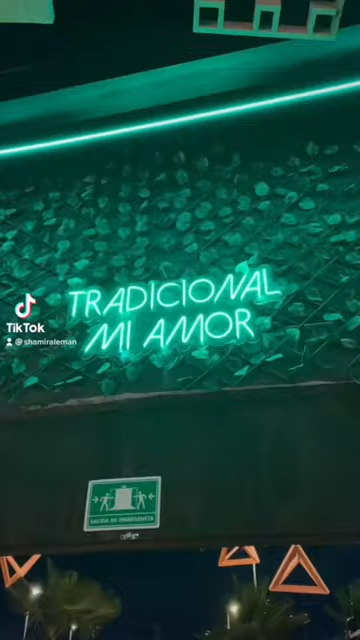 TRADICIONAL
MI AMOR
TikTok
@shamiraleman
SALIDA DE EMERGENCIA